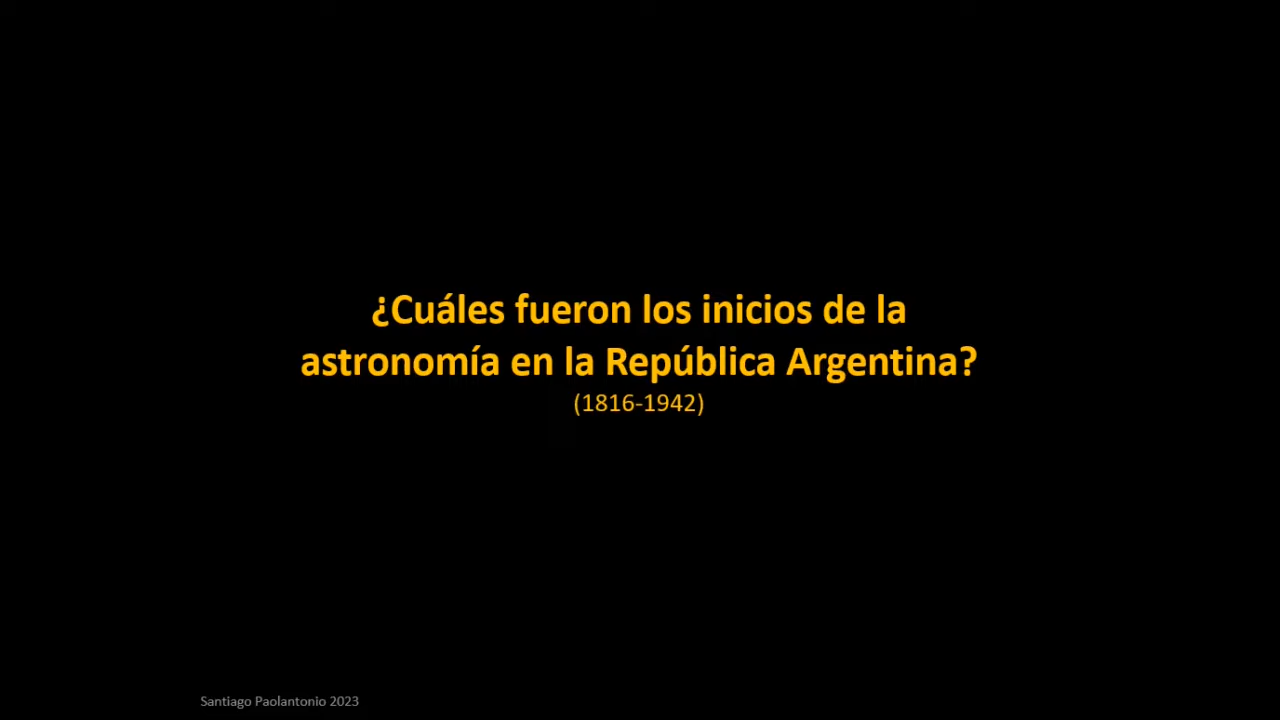 ¿Cuáles fueron los inicios de la
astronomía en la República Argentina?
(1816-1942)
Santiago Paolantonio 2023